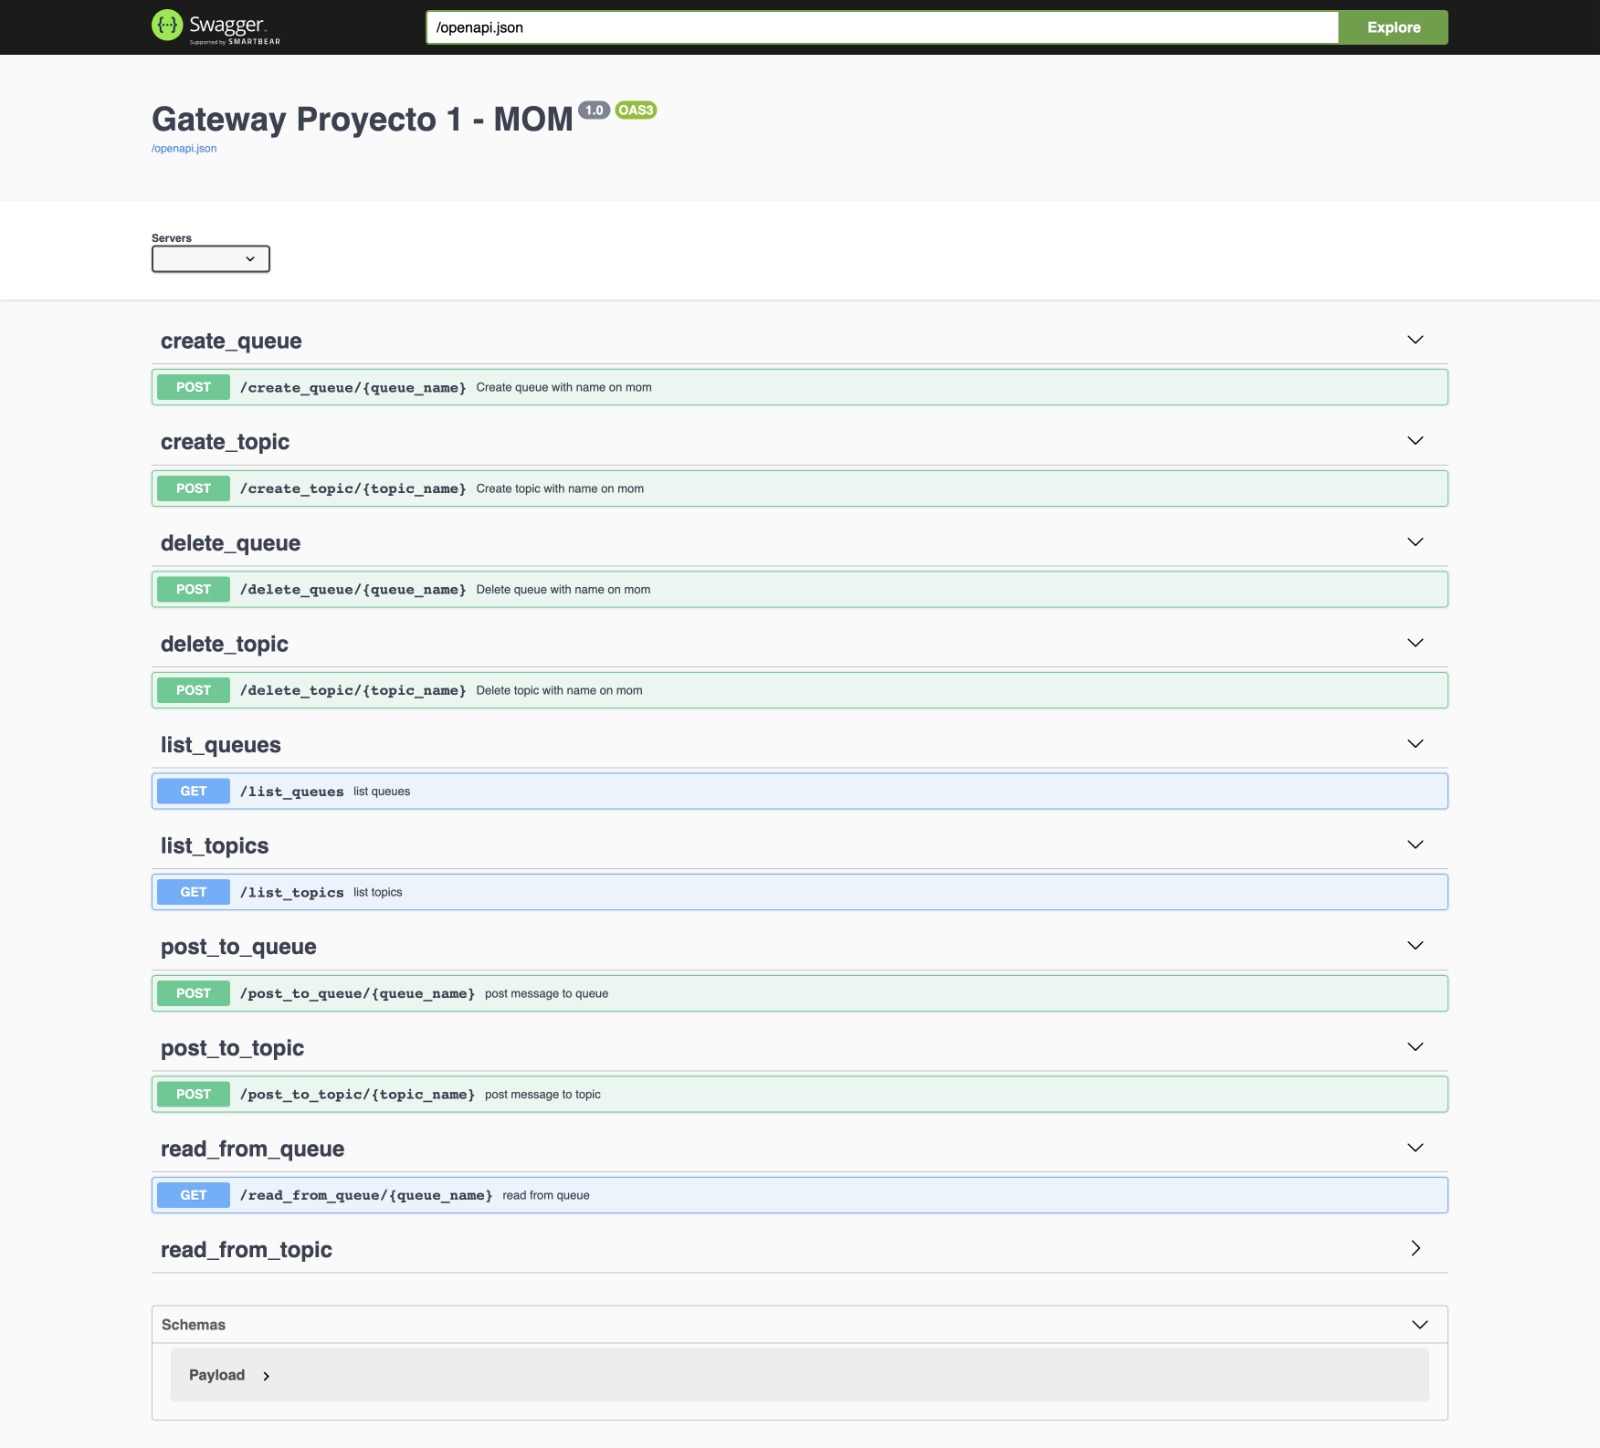 Swagger
Supported by SMARTBEAR
/openapi.json
Explore
Gateway Proyecto 1 - MOM 1.0 OAS3
/openapi.json
Servers
create_queue
POST /create_queue/{queue_name} Create queue with name on mom
create_topic
POST /create_topic/{topic_name} Create topic with name on mom
delete_queue
POST /delete_queue/{queue_name} Delete queue with name on mom
delete_topic
POST /delete_topic/{topic_name} Delete topic with name on mom
list_queues
GET /list_queues list queues
list_topics
GET /list_topics list topics
post_to_queue
POST /post_to_queue/{queue_name} post message to queue
post_to_topic
POST /post_to_topic/{topic_name} post message to topic
read_from_queue
GET /read_from_queue/{queue_name} read from queue
read_from_topic
Schemas
Payload